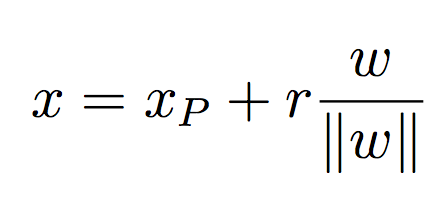 x = x_P + r \frac{w}{\|w\|}